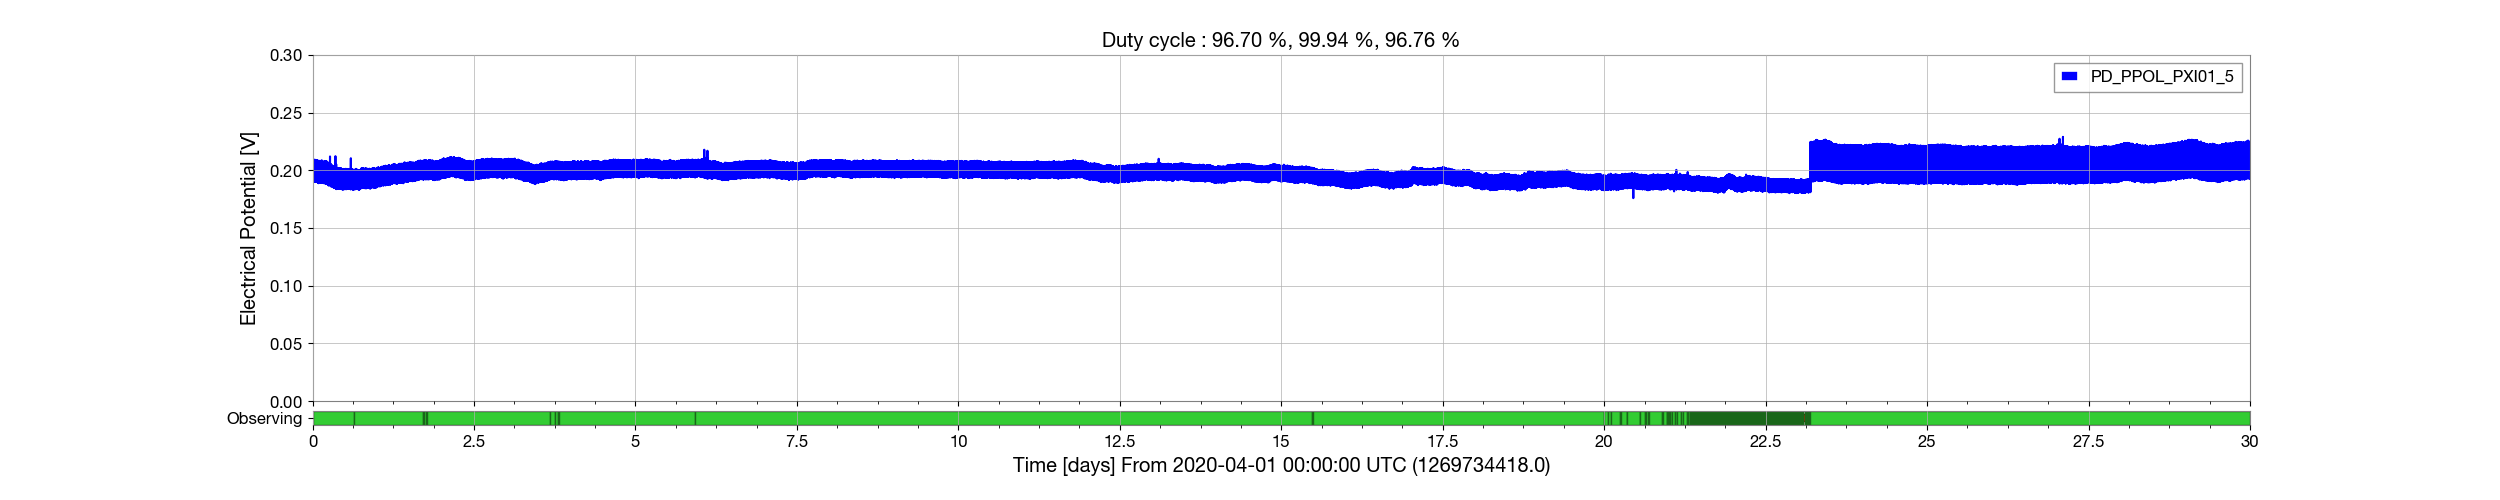 Duty cycle : 96.70 %, 99.94 %, 96.76 %
PD_PPOL_PXI01_5
Electrical Potential [V]
0.30
0.25
0.20
0.15
0.10
0.05
0.00
Observing
0 2.5 5 7.5 10 12.5 15 17.5 20 22.5 25 27.5 30
Time [days] From 2020-04-01 00:00:00 UTC (1269734418.0)